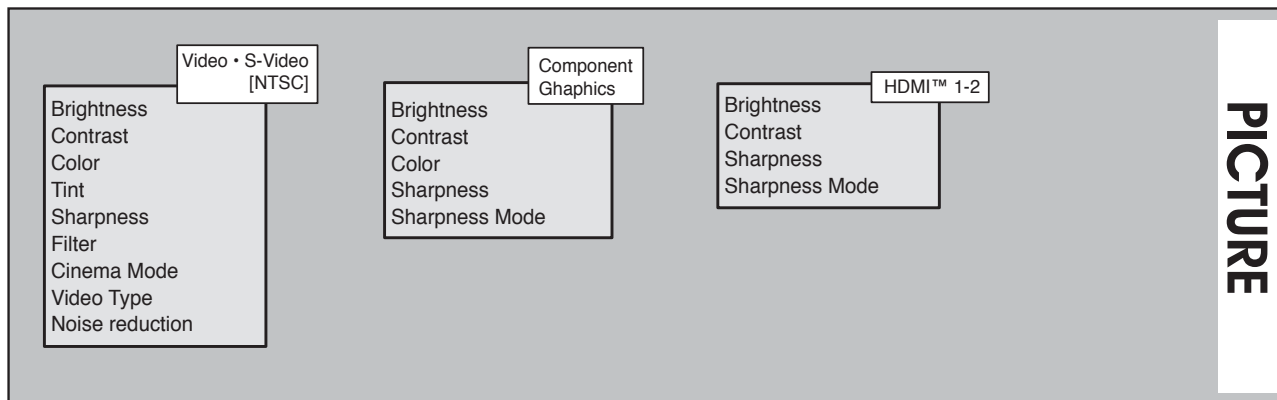 Video • S-Video
[NTSC]
Brightness
Contrast
Color
Tint
Sharpness
Filter
Cinema Mode
Video Type
Noise reduction
Component
Ghaphics
Brightness
Contrast
Color
Sharpness
Sharpness Mode
HDMI™ 1-2
Brightness
Contrast
Sharpness
Sharpness Mode
PICTURE